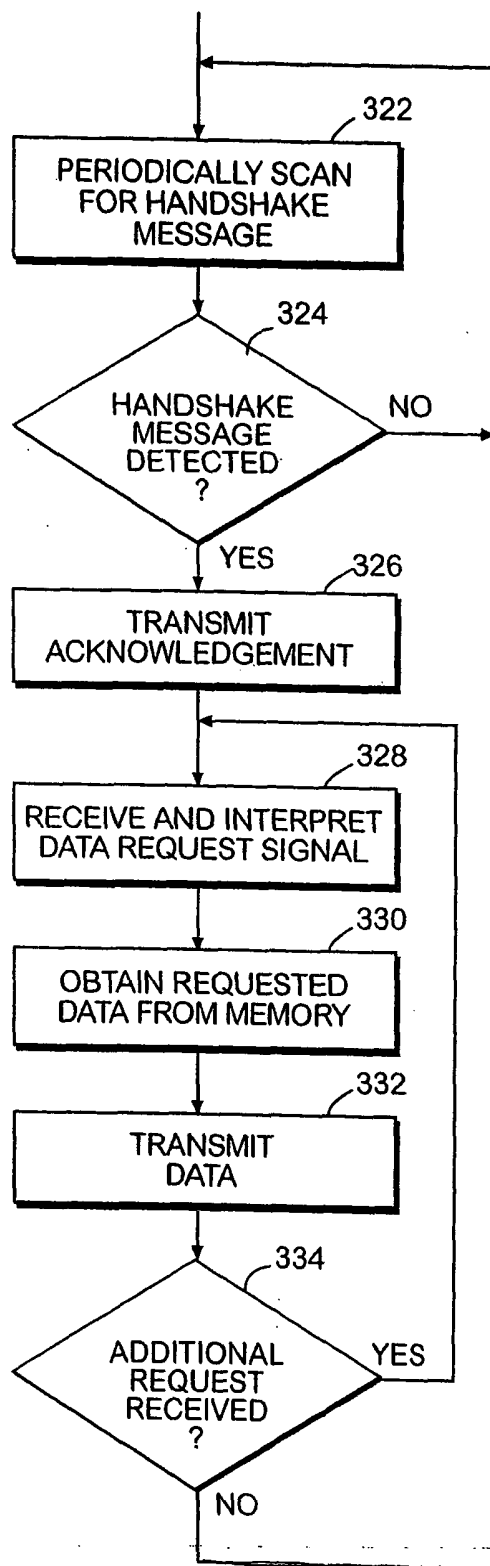 322
PERIODICALLY SCAN
FOR HANDSHAKE
MESSAGE
324
HANDSHAKE
MESSAGE
DETECTED
?
NO
YES
326
TRANSMIT
ACKNOWLEDGEMENT
328
RECEIVE AND INTERPRET
DATA REQUEST SIGNAL
330
OBTAIN REQUESTED
DATA FROM MEMORY
332
TRANSMIT
DATA
334
ADDITIONAL
REQUEST
RECEIVED
?
YES
NO